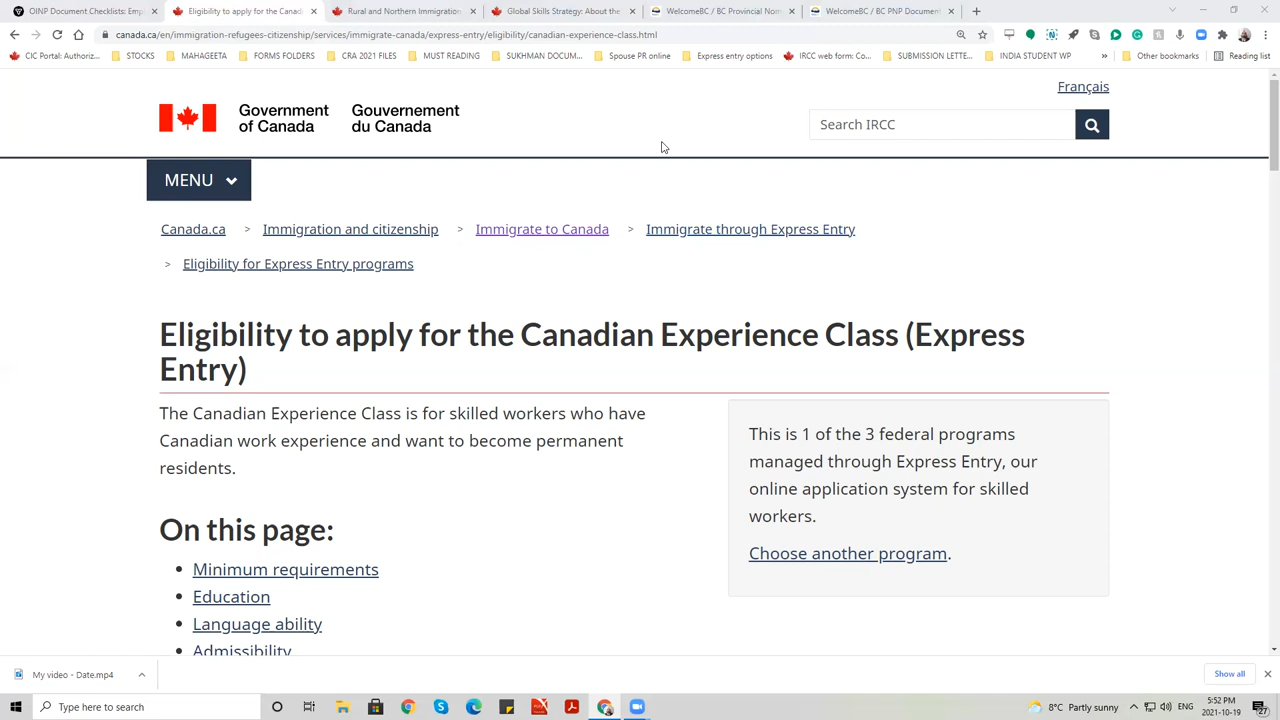 OINP Document Checklists: Emp
Eligibility to apply for the Canadi
Rural and Northern Immigration
Global Skills Strategy: About the
WelcomeBC / BC Provincial Nom
WelcomeBC / BC PNP Document
canada.ca/en/immigration-refugees-citizenship/services/immigrate-canada/express-entry/eligibility/canadian-experience-class.html
CIC Portal: Authoriz...
STOCKS
MAHAGEETA
FORMS FOLDERS
CRA 2021 FILES
MUST READING
SUKHMAN DOCUM...
Spouse PR online
Express entry options
IRCC web form: Co...
SUBMISSION LETTE...
INDIA STUDENT WP
»
Other bookmarks
Reading list
Français
Government of Canada
Gouvernement du Canada
Search IRCC
MENU
Canada.ca > Immigration and citizenship > Immigrate to Canada > Immigrate through Express Entry
> Eligibility for Express Entry programs
Eligibility to apply for the Canadian Experience Class (Express
Entry)
The Canadian Experience Class is for skilled workers who have
Canadian work experience and want to become permanent
residents.
This is 1 of the 3 federal programs
managed through Express Entry, our
online application system for skilled
workers.
Choose another program.
On this page:
• Minimum requirements
• Education
• Language ability
• Admissibility
My video - Date.mp4
Show all
Type here to search
8°C Partly sunny
ENG
5:52 PM
2021-10-19
27